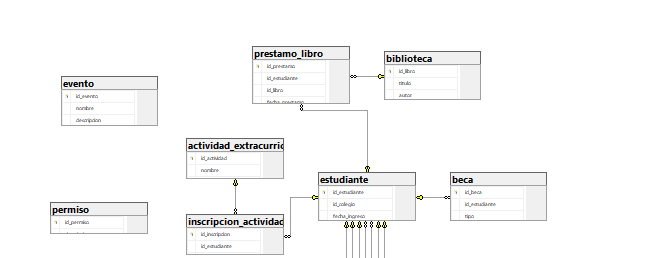 prestamo_libro
id_prestamo
id_estudiante
id_libro
fecha_prestamo
biblioteca
id_libro
titulo
autor
evento
id_evento
nombre
descripcion
actividad_extracurric
id_actividad
nombre
estudiante
id_estudiante
id_colegio
fecha_ingreso
beca
id_beca
id_estudiante
tipo
permiso
id_permiso
inscripcion_actividad
id_inscripcion
id_estudiante